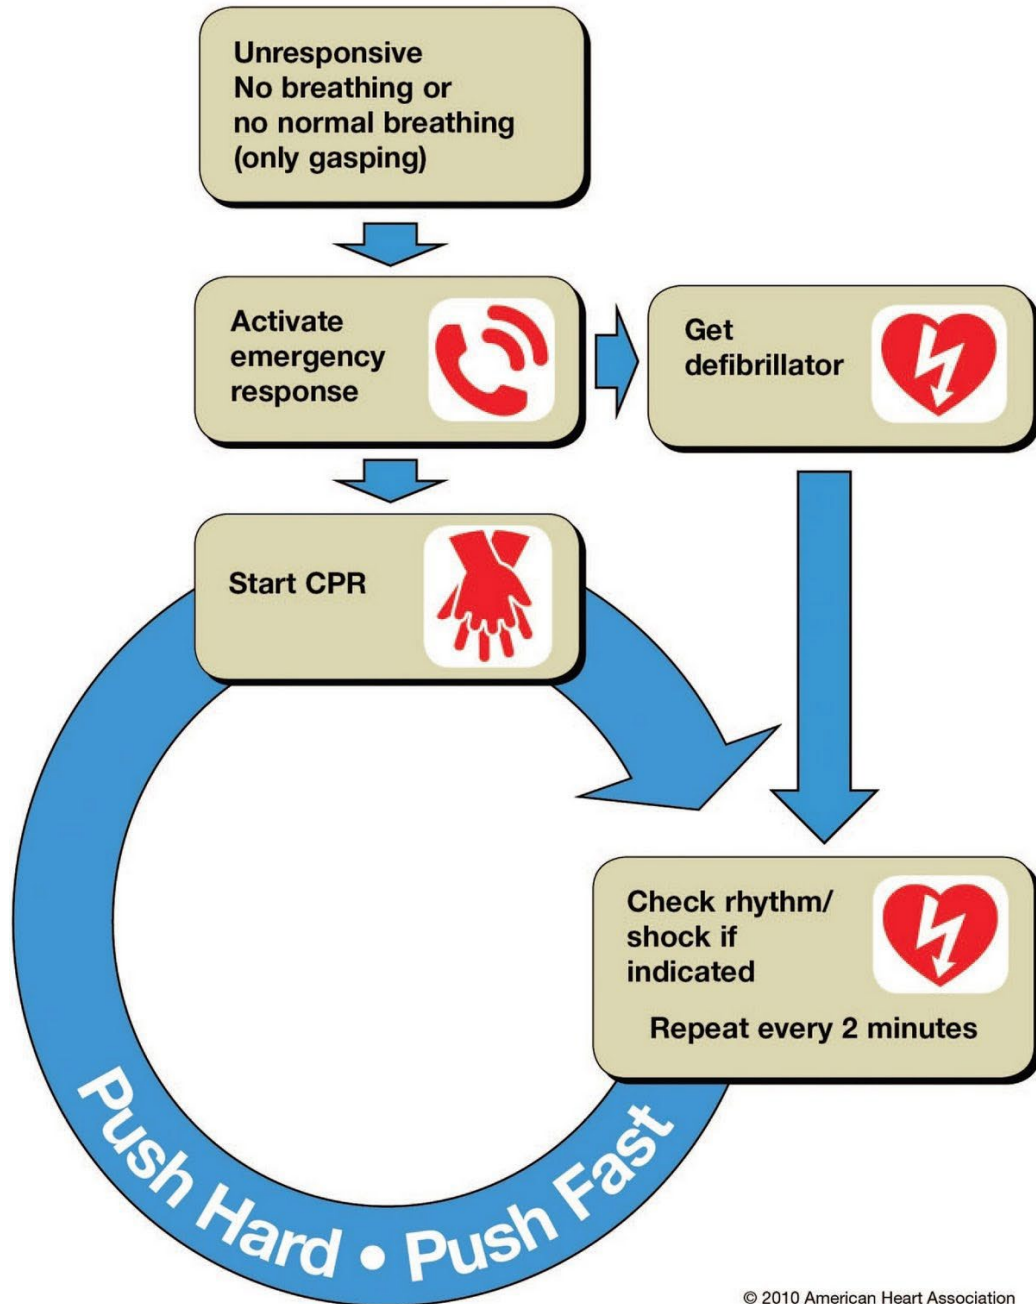 Unresponsive
No breathing or
no normal breathing
(only gasping)
Activate
emergency
response
Get
defibrillator
Start CPR
Check rhythm/
shock if
indicated
Repeat every 2 minutes
Push Hard • Push Fast
© 2010 American Heart Association